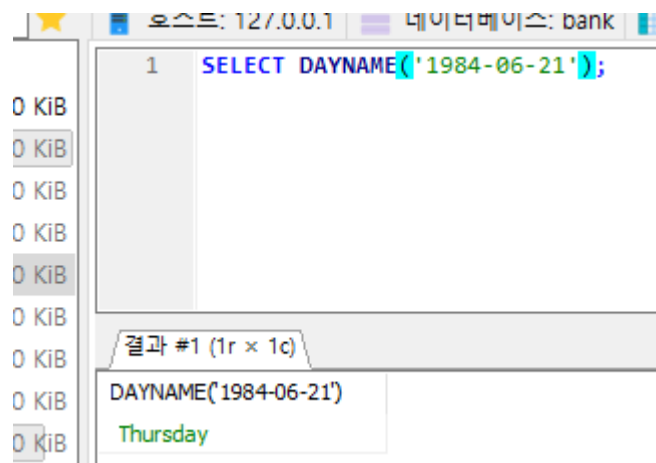 호스트: 127.0.0.1 데이터베이스: bank
1 SELECT DAYNAME('1984-06-21');
0 KiB
0 KiB
0 KiB
0 KiB
0 KiB
0 KiB
0 KiB
0 KiB
0 KiB
결과 #1 (1r × 1c)
DAYNAME('1984-06-21')
Thursday